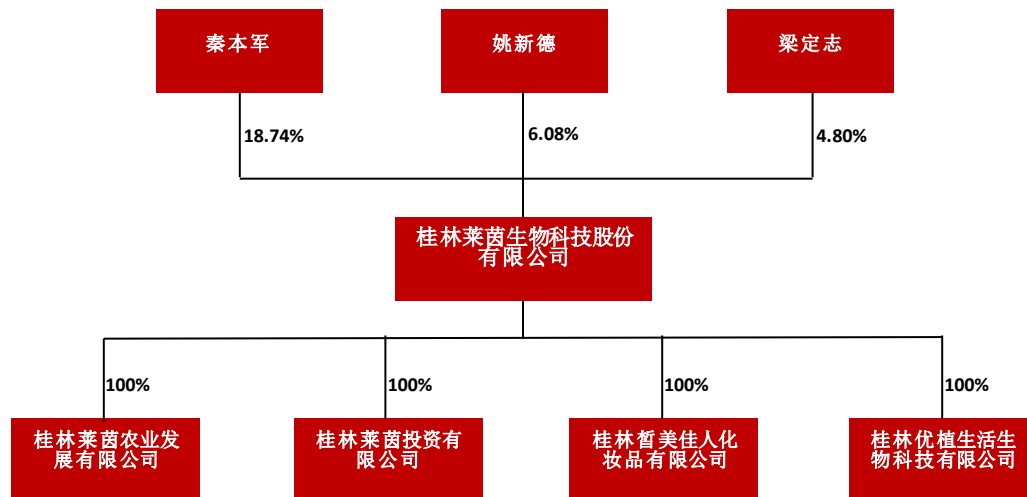 秦本军
姚新德
梁定志
18.74%
6.08%
4.80%
桂林莱茵生物科技股份
有限公司
100%
100%
100%
100%
桂林莱茵农业发
展有限公司
桂林莱茵投资有
限公司
桂林皙美佳人化
妆品有限公司
桂林优植生活生
物科技有限公司